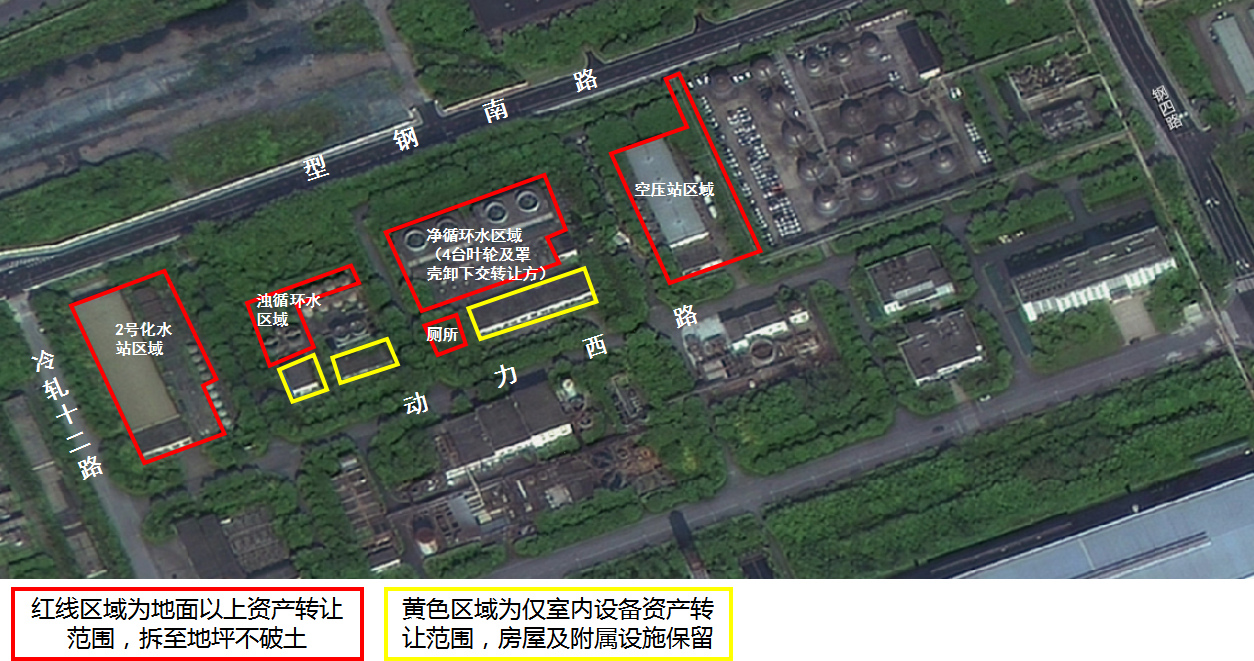 型钢南路
钢四路
空压站区域
净循环水区域
（4台叶轮及罩
壳卸下交转让方）
浊循环水
区域
2号化水
站区域
厕所
动力西路
冷轧十二路
红线区域为地面以上资产转让
范围，拆至地坪不破土
黄色区域为仅室内设备资产转
让范围，房屋及附属设施保留